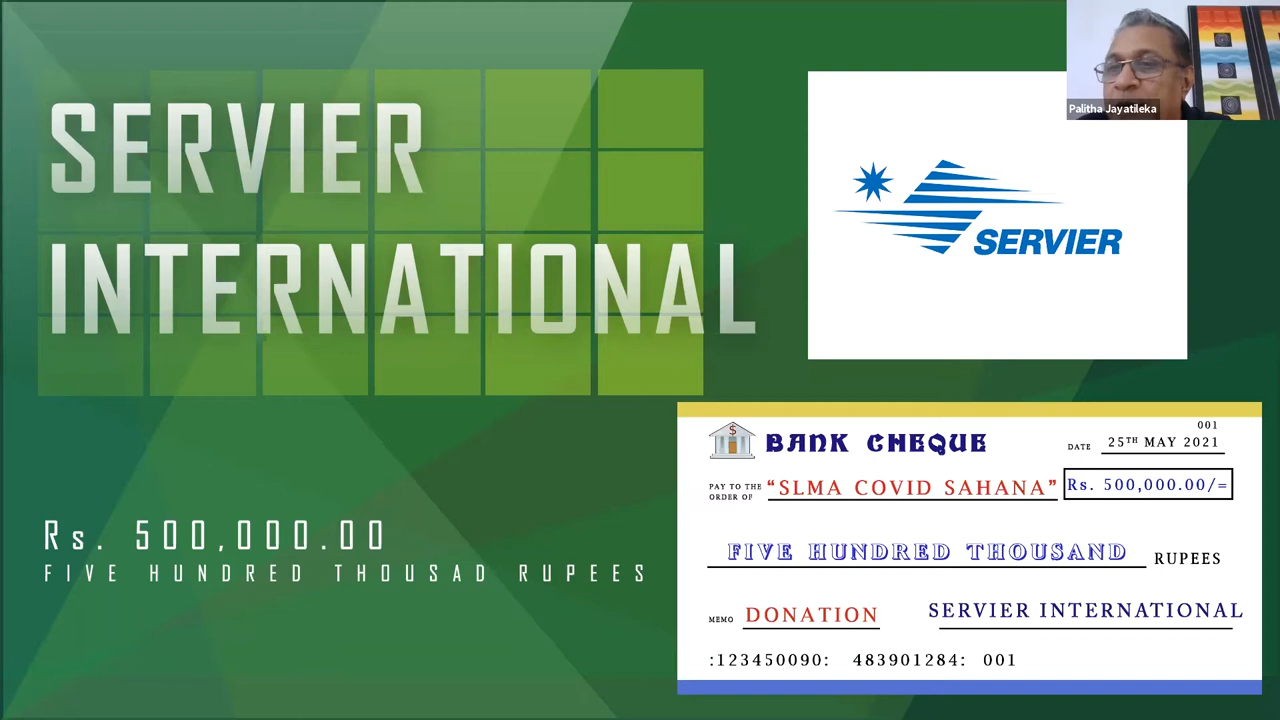 SERVIER
INTERNATIONAL
Rs. 500,000.00
FIVE HUNDRED THOUSAD RUPEES
Palitha Jayatileka
SERVIER
001
BANK CHEQUE
DATE 25TH MAY 2021
PAY TO THE
ORDER OF "SLMA COVID SAHANA" Rs. 500,000.00/=
FIVE HUNDRED THOUSAND RUPEES
MEMO DONATION SERVIER INTERNATIONAL
:123450090: 483901284: 001